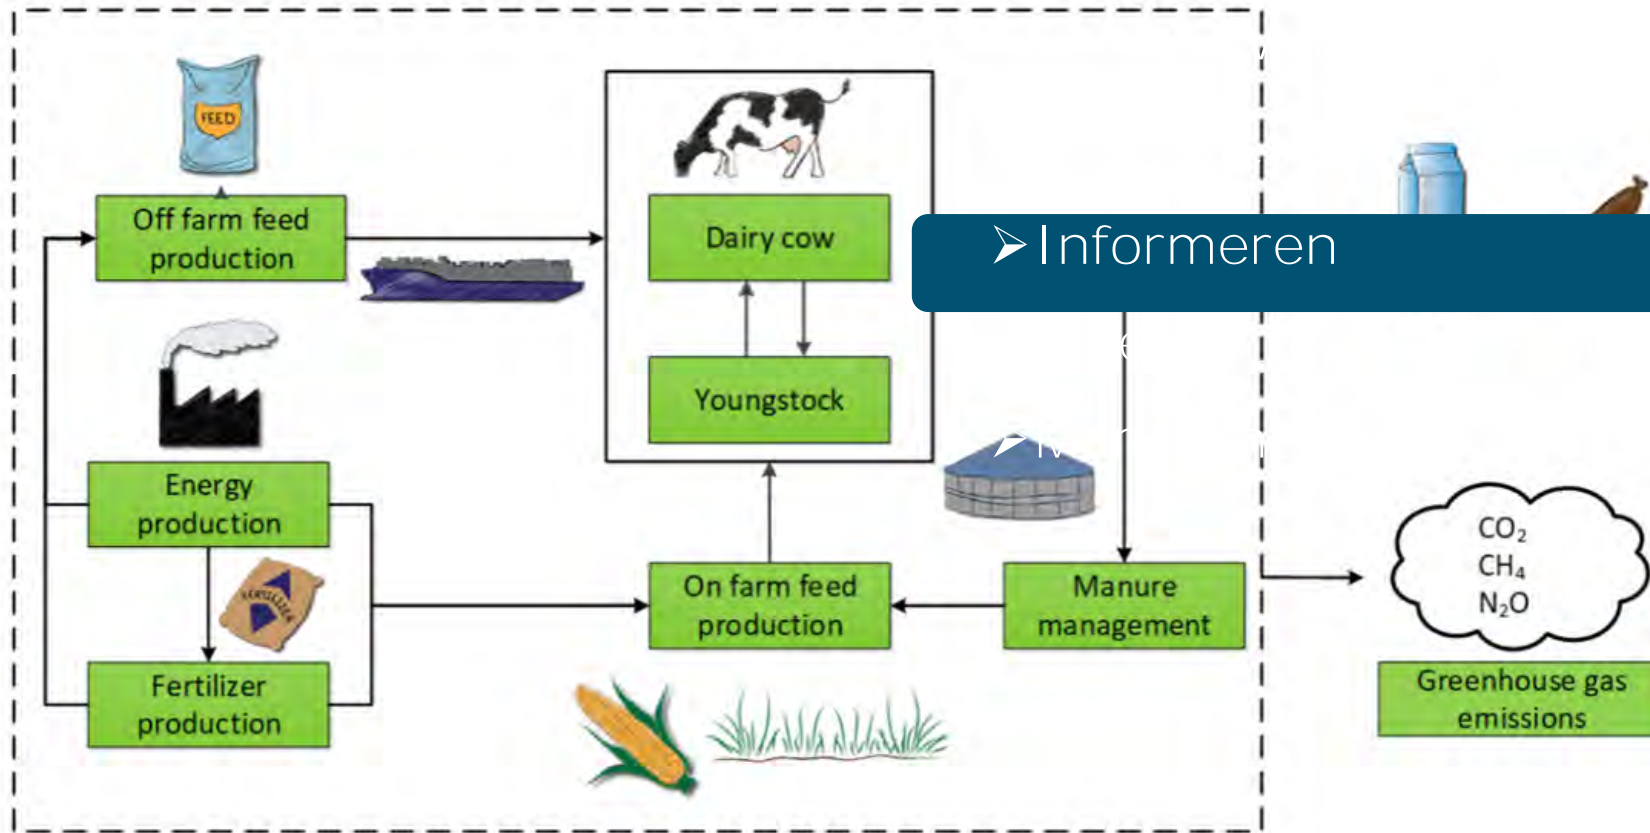 FEED
Off farm feed
production
Dairy cow
➤Informeren
Youngstock
Energy
production
FERTILIZER
Fertilizer
production
On farm feed
production
Manure
management
CO₂
CH₄
N₂O
Greenhouse gas
emissions